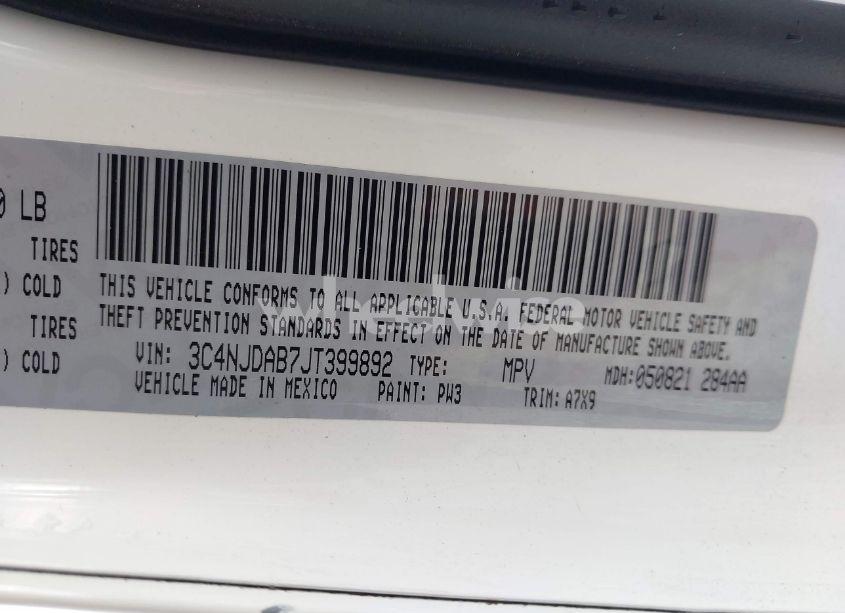 0 LB
TIRES
) COLD
TIRES
) COLD
THIS VEHICLE CONFORMS TO ALL APPLICABLE U.S.A. FEDERAL MOTOR VEHICLE SAFETY AND
THEFT PREVENTION STANDARDS IN EFFECT ON THE DATE OF MANUFACTURE SHOWN ABOVE.
VIN: 3C4NJDAB7JT399892 TYPE: MPV MDH:050821 284AA
VEHICLE MADE IN MEXICO PAINT: PW3 TRIM: A7X9